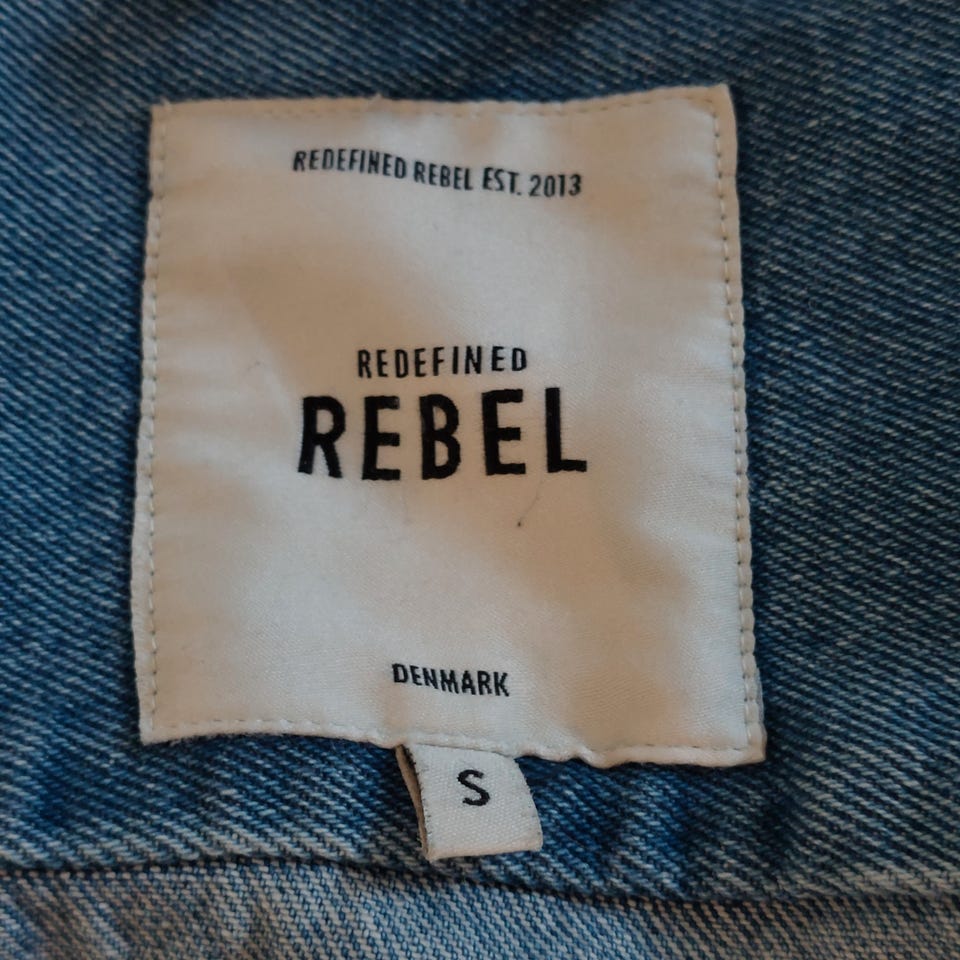 REDEFINED REBEL EST. 2013
REDEFINED
REBEL
DENMARK
S